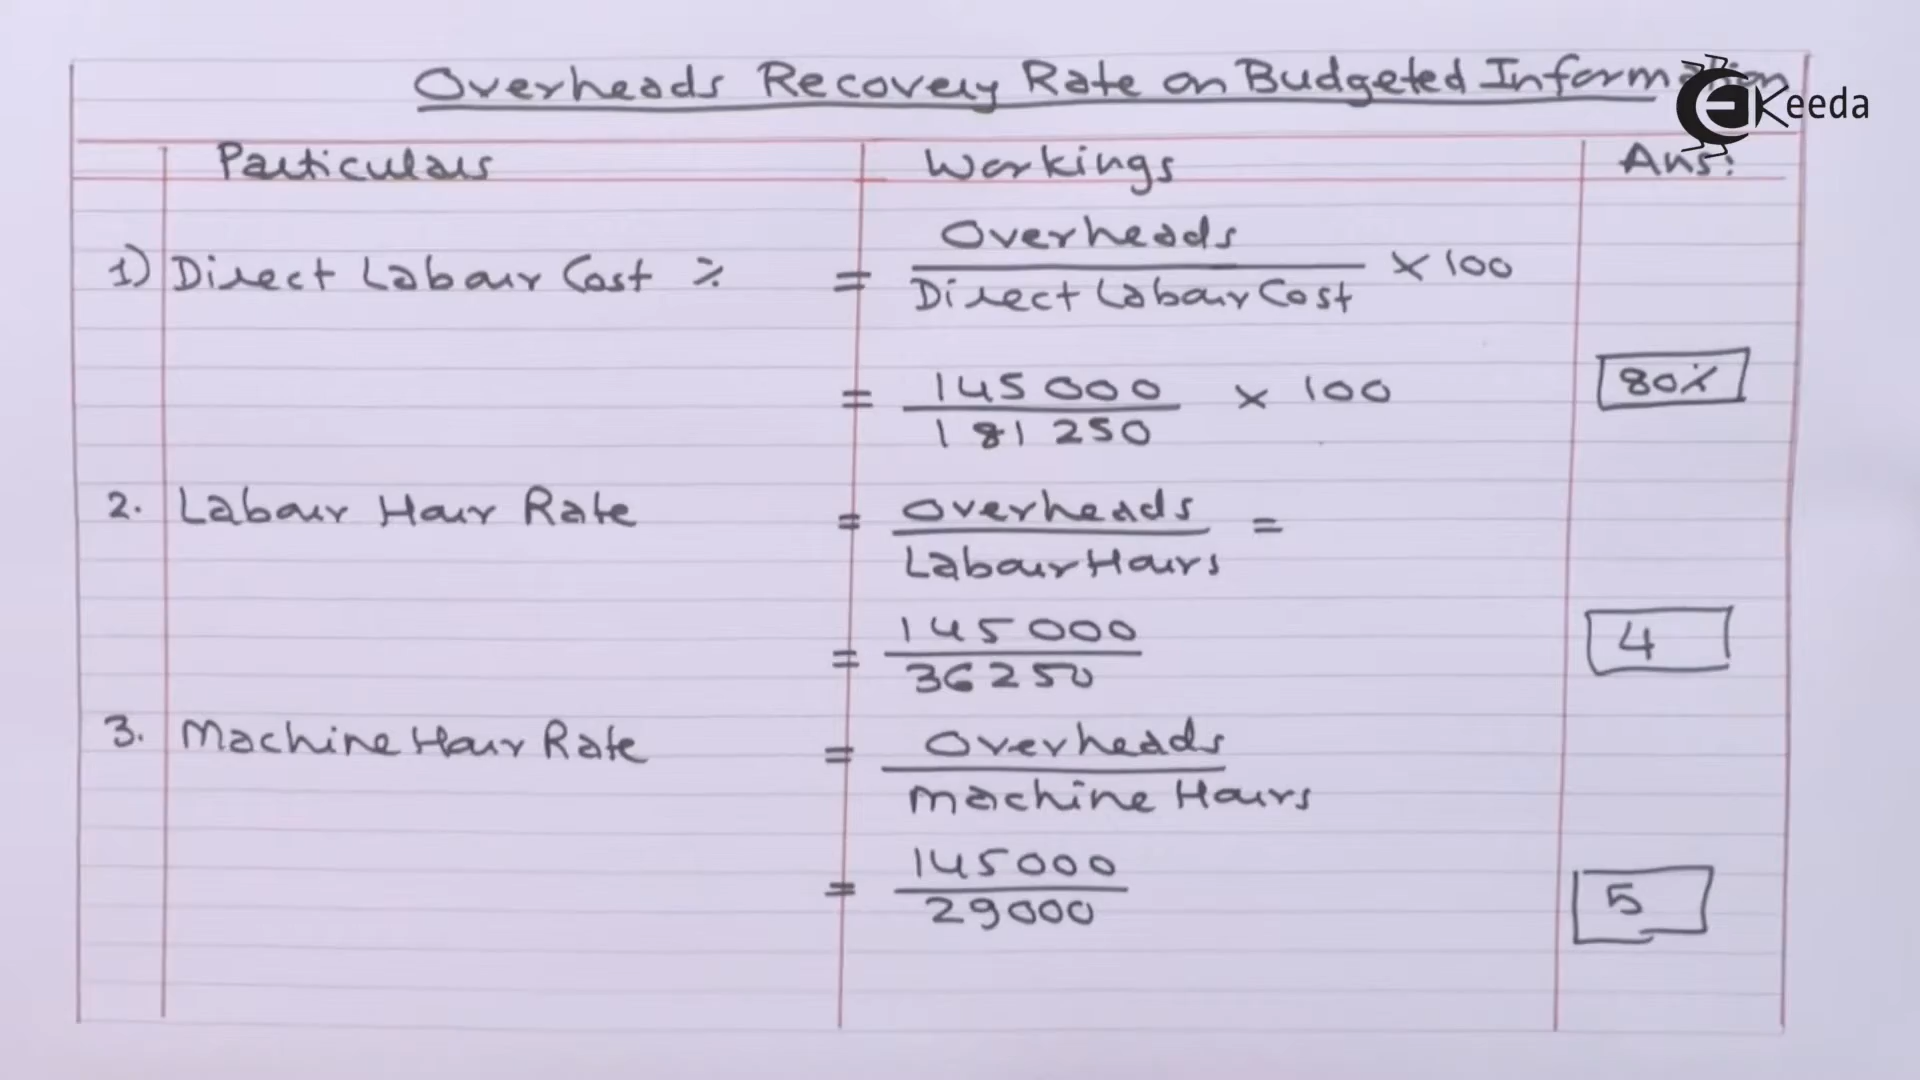 Overheads Recovery Rate on Budgeted Information
Keeda
Particulars Workings Ans:
1) Direct Labour Cost % = Overheads / Direct Labour Cost × 100
= 145000 / 181250 × 100 80%
2. Labour Hour Rate = Overheads / Labour Hours =
= 145000 / 36250 4
3. Machine Hour Rate = Overheads / Machine Hours
= 145000 / 29000 5